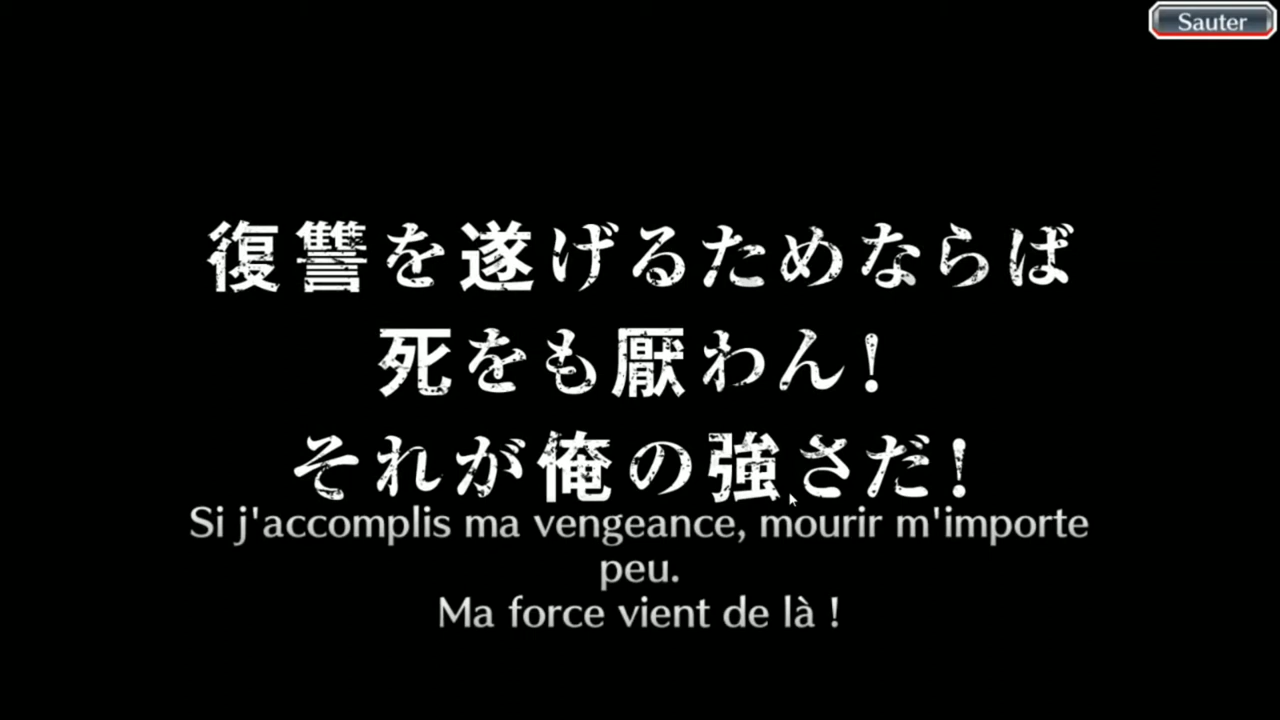 Sauter
復讐を遂げるためならば
死をも厭わん!
それが俺の強さだ!
Si j'accomplis ma vengeance, mourir m'importe
peu.
Ma force vient de là !